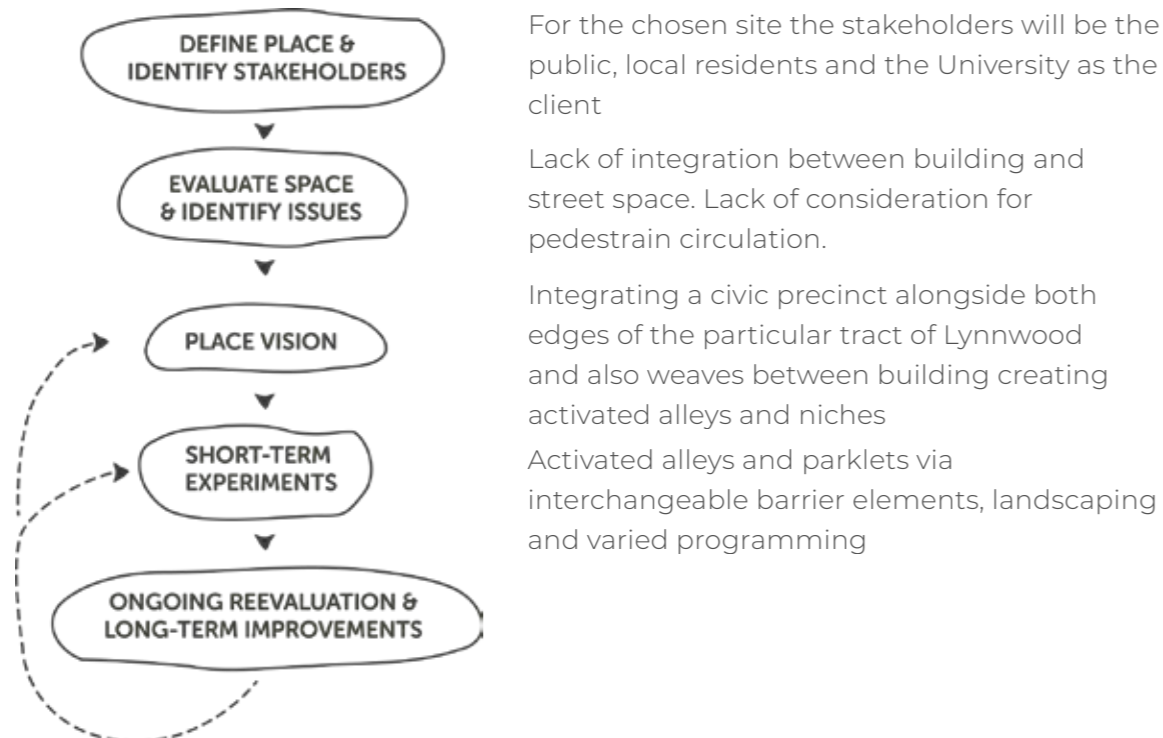 DEFINE PLACE &
IDENTIFY STAKEHOLDERS
For the chosen site the stakeholders will be the
public, local residents and the University as the
client
EVALUATE SPACE
& IDENTIFY ISSUES
Lack of integration between building and
street space. Lack of consideration for
pedestrain circulation.
PLACE VISION
Integrating a civic precinct alongside both
edges of the particular tract of Lynnwood
and also weaves between building creating
activated alleys and niches
SHORT-TERM
EXPERIMENTS
Activated alleys and parklets via
interchangeable barrier elements, landscaping
and varied programming
ONGOING REEVALUATION &
LONG-TERM IMPROVEMENTS